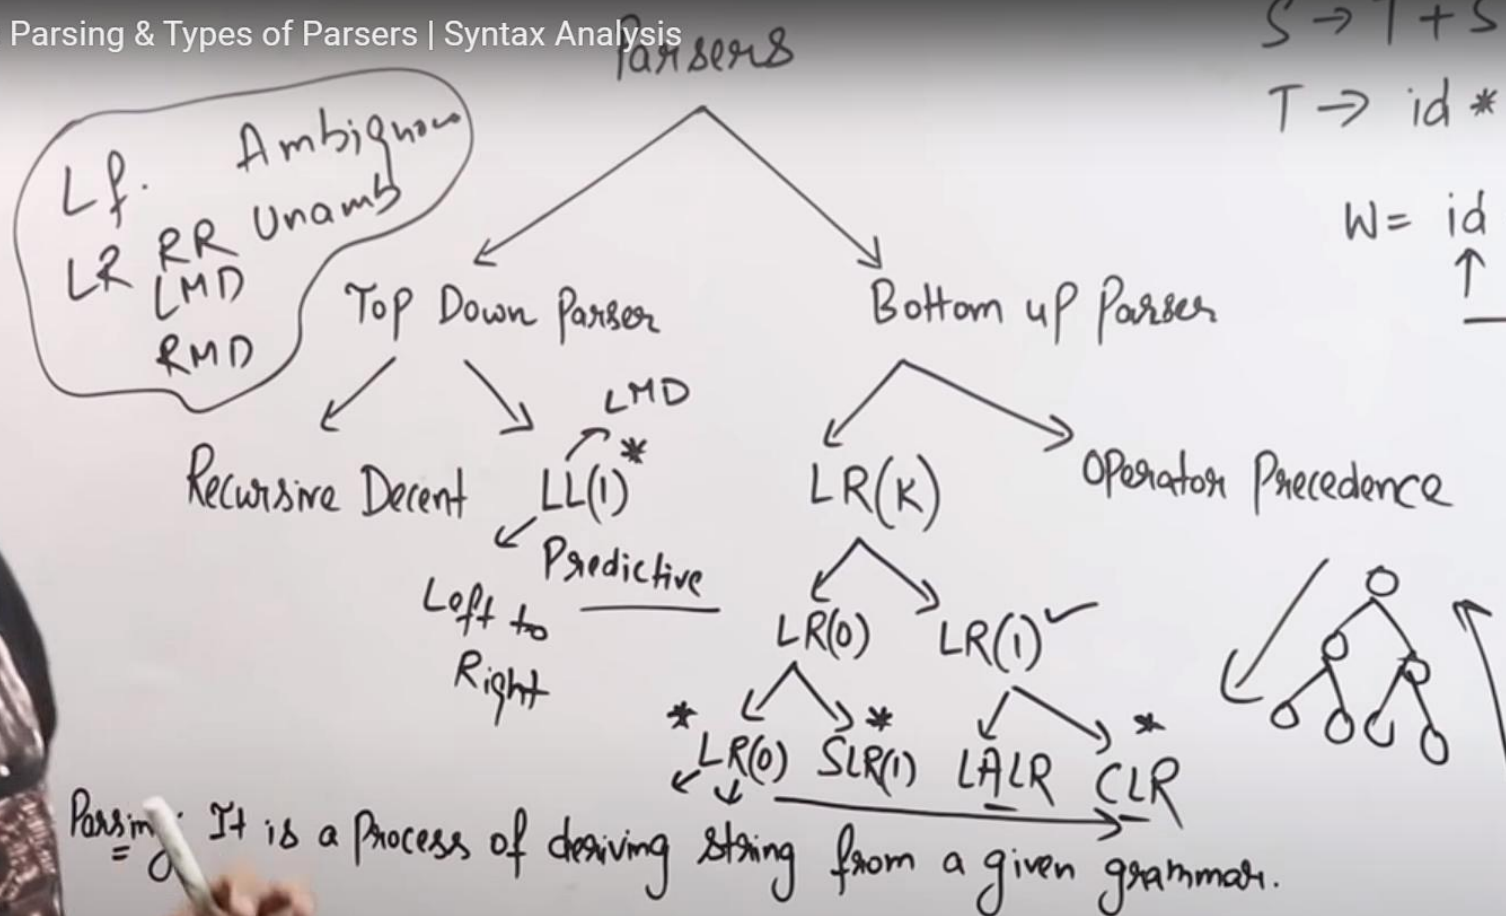 Parsing & Types of Parsers | Syntax Analysis
Parsers
S → T + S
T → id *
W = id
Lf. Ambiguous
LR RR Unamb
LMD
RMD
Top Down Parser
Bottom up Parser
LMD
Recursive Decent
LL(1)*
LR(K)
Operator Precedence
Predictive
Left to
Right
LR(0)
LR(1)
* LR(0)
SLR(1) *
LALR
CLR *
Parsing: It is a Process of deriving string from a given grammar.